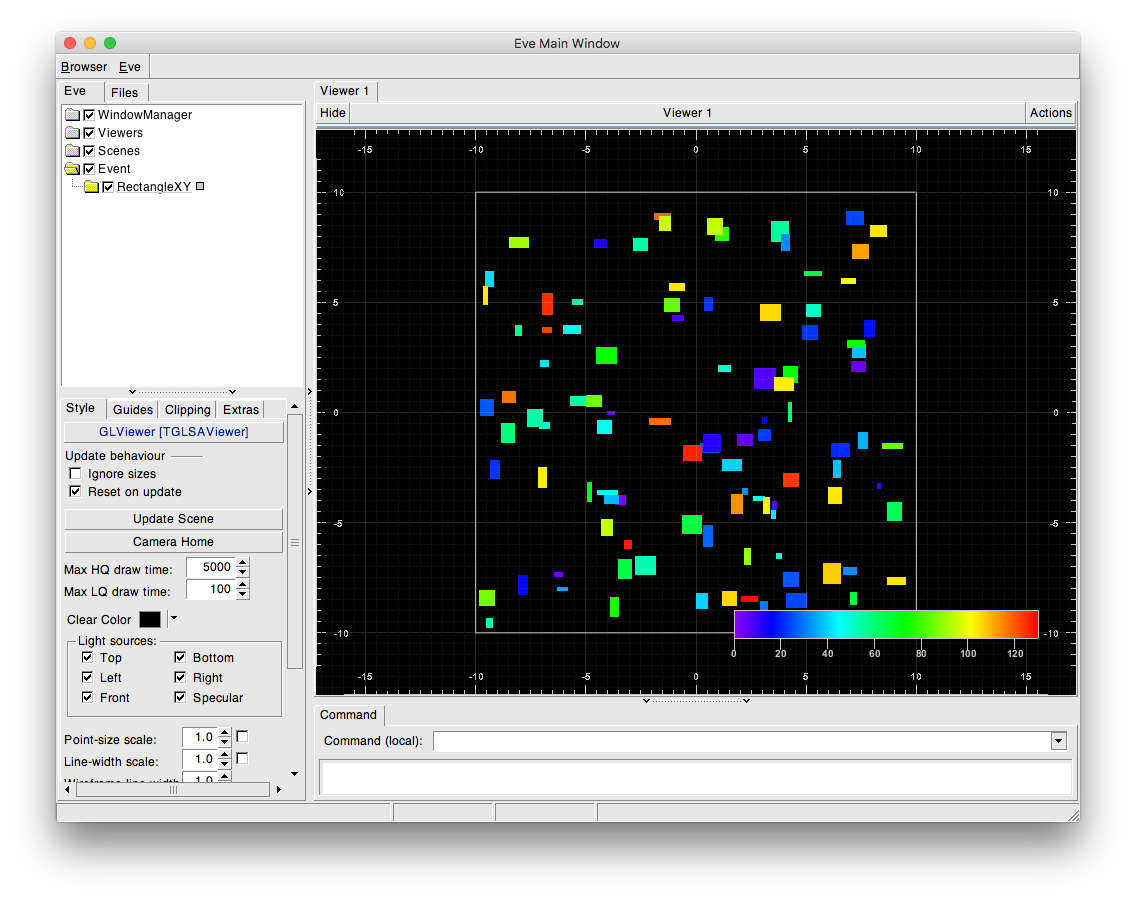 Eve Main Window
Browser Eve
Eve Files
WindowManager
Viewers
Scenes
Event
RectangleXY
Style Guides Clipping Extras
GLViewer [TGLSAViewer]
Update behaviour
Ignore sizes
Reset on update
Update Scene
Camera Home
Max HQ draw time: 5000
Max LQ draw time: 100
Clear Color
Light sources:
Top Bottom
Left Right
Front Specular
Point-size scale: 1.0
Line-width scale: 1.0
Wireframe line-width 1.0
Viewer 1
Hide Viewer 1 Actions
-15 -10 -5 0 5 10 15
10 10
5 5
0 0
-5 -5
-10 -10
0 20 40 60 80 100 120
-15 -10 -5 0 5 10 15
Command
Command (local):